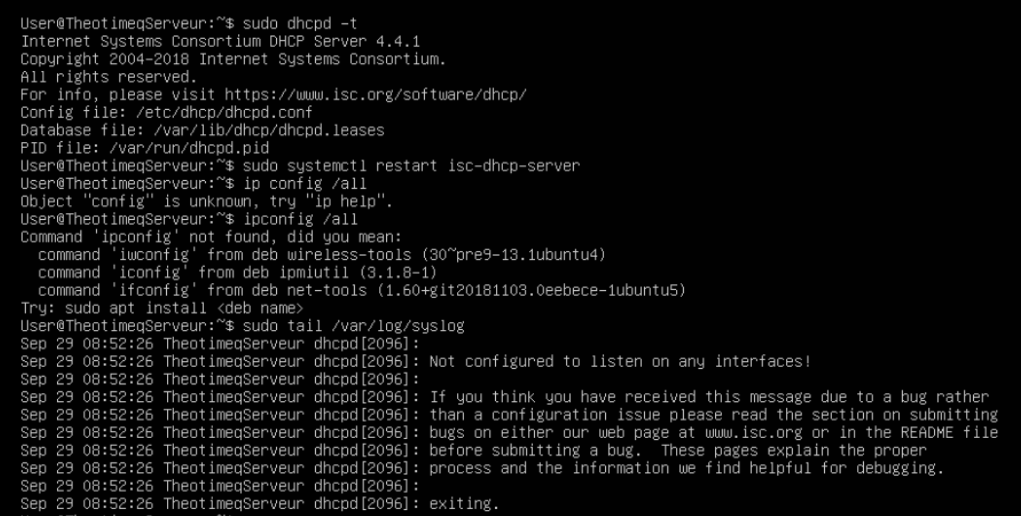 User@TheotimeqServeur:~$ sudo dhcpd -t
Internet Systems Consortium DHCP Server 4.4.1
Copyright 2004-2018 Internet Systems Consortium.
All rights reserved.
For info, please visit https://www.isc.org/software/dhcp/
Config file: /etc/dhcp/dhcpd.conf
Database file: /var/lib/dhcp/dhcpd.leases
PID file: /var/run/dhcpd.pid
User@TheotimeqServeur:~$ sudo systemctl restart isc-dhcp-server
User@TheotimeqServeur:~$ ip config /all
Object "config" is unknown, try "ip help".
User@TheotimeqServeur:~$ ipconfig /all
Command 'ipconfig' not found, did you mean:
  command 'iwconfig' from deb wireless-tools (30~pre9-13.1ubuntu4)
  command 'iconfig' from deb ipmiutil (3.1.8-1)
  command 'ifconfig' from deb net-tools (1.60+git20181103.0eebece-1ubuntu5)
Try: sudo apt install <deb name>
User@TheotimeqServeur:~$ sudo tail /var/log/syslog
Sep 29 08:52:26 TheotimeqServeur dhcpd[2096]:
Sep 29 08:52:26 TheotimeqServeur dhcpd[2096]: Not configured to listen on any interfaces!
Sep 29 08:52:26 TheotimeqServeur dhcpd[2096]:
Sep 29 08:52:26 TheotimeqServeur dhcpd[2096]: If you think you have received this message due to a bug rather
Sep 29 08:52:26 TheotimeqServeur dhcpd[2096]: than a configuration issue please read the section on submitting
Sep 29 08:52:26 TheotimeqServeur dhcpd[2096]: bugs on either our web page at www.isc.org or in the README file
Sep 29 08:52:26 TheotimeqServeur dhcpd[2096]: before submitting a bug.  These pages explain the proper
Sep 29 08:52:26 TheotimeqServeur dhcpd[2096]: process and the information we find helpful for debugging.
Sep 29 08:52:26 TheotimeqServeur dhcpd[2096]:
Sep 29 08:52:26 TheotimeqServeur dhcpd[2096]: exiting.